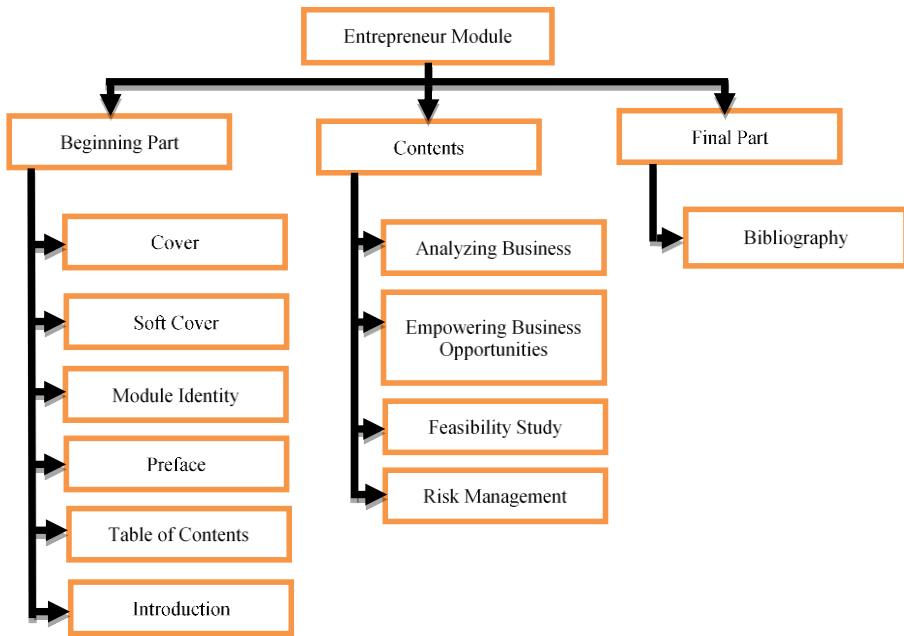 Entrepreneur Module
Beginning Part
Contents
Final Part
Cover
Soft Cover
Module Identity
Preface
Table of Contents
Introduction
Analyzing Business
Empowering Business
Opportunities
Feasibility Study
Risk Management
Bibliography